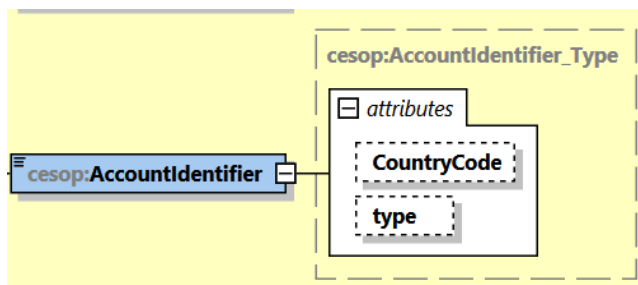 cesop:AccountIdentifier_Type
attributes
CountryCode
cesop:AccountIdentifier
type